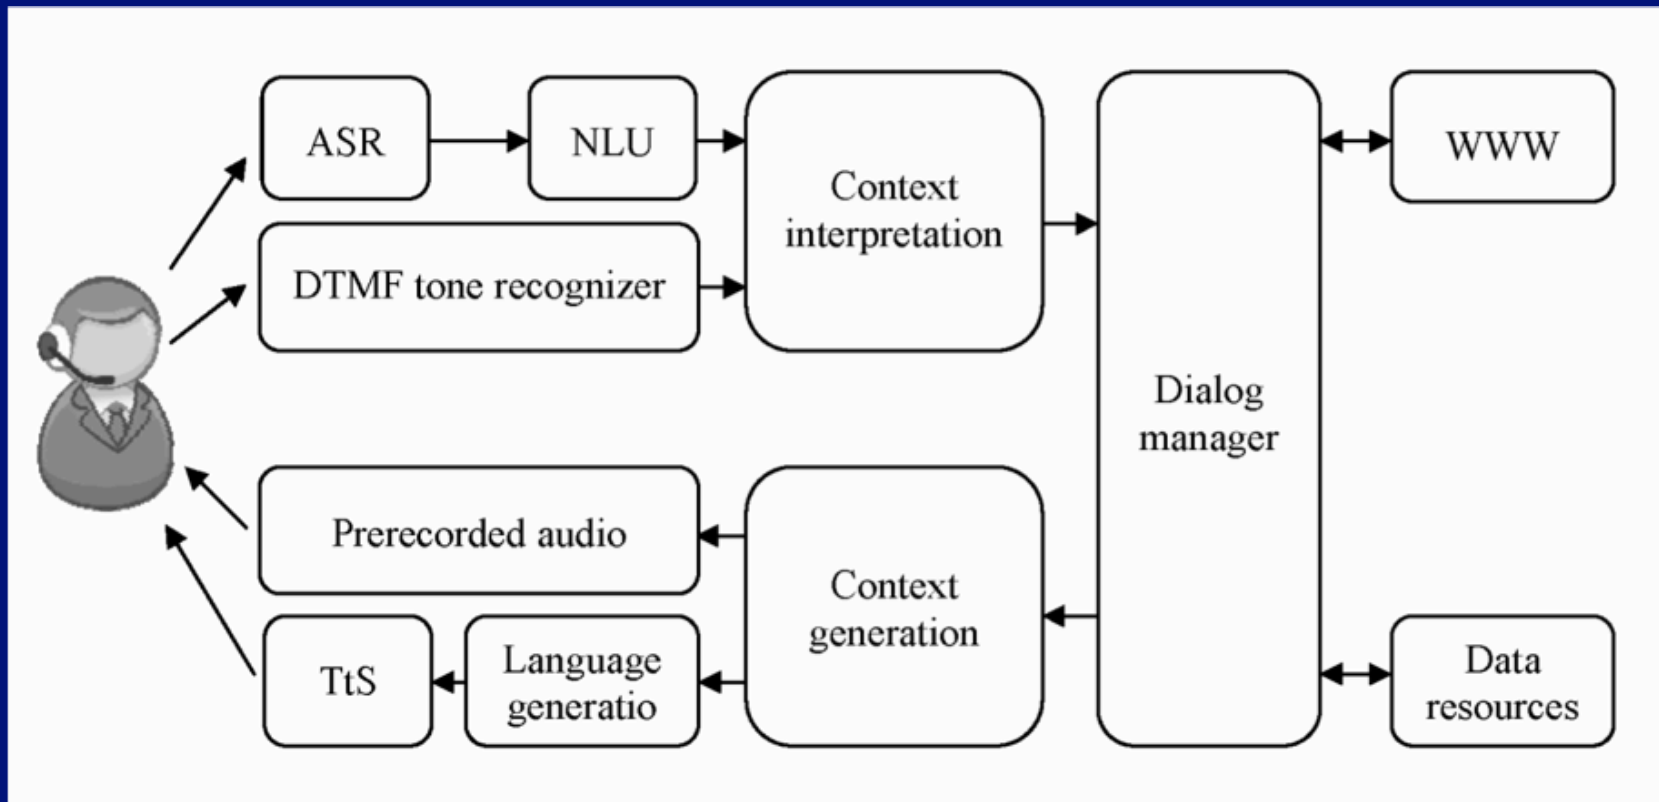 ASR
NLU
Context
interpretation
DTMF tone recognizer
Dialog
manager
WWW
Prerecorded audio
Context
generation
TtS
Language
generatio
Data
resources